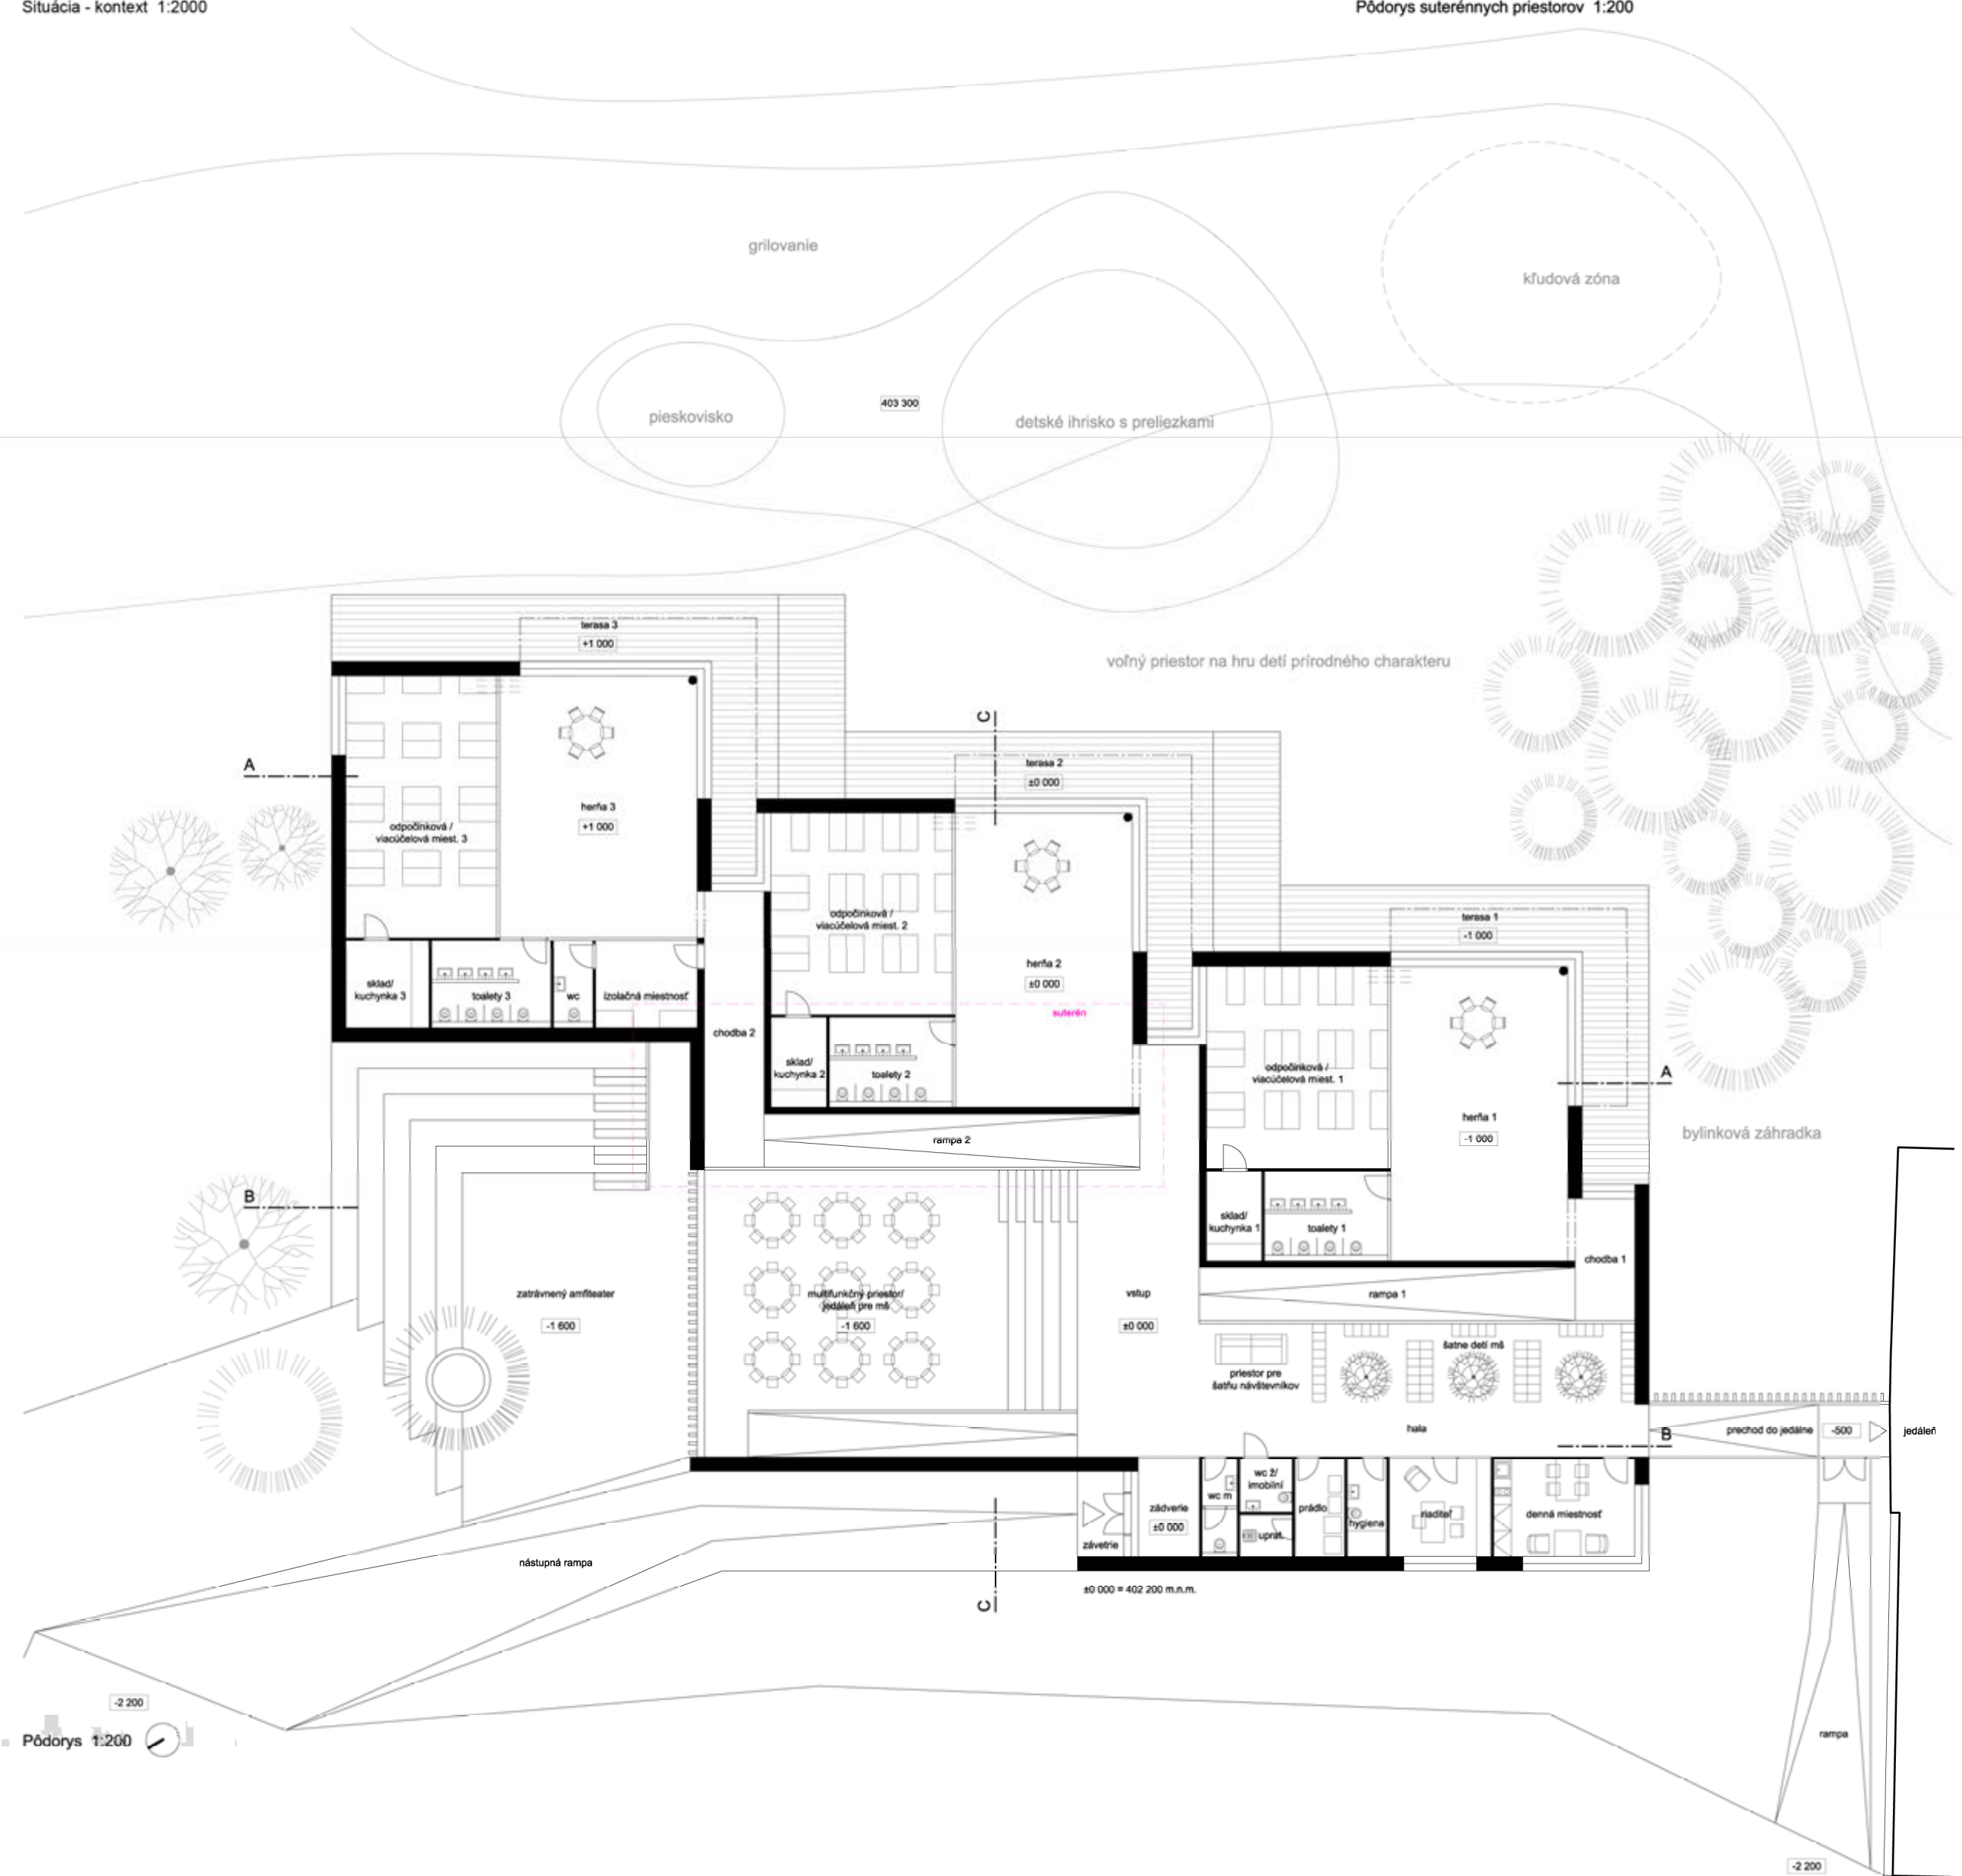 Situácia - kontext 1:2000
Pôdorys suterénnych priestorov 1:200
grilovanie
kľudová zóna
403 300
pieskovisko
detské ihrisko s preliezkami
terasa 3
+1 000
voľný priestor na hru detí prírodného charakteru
C
A
terasa 2
±0 000
herňa 3
+1 000
odpočinková /
viacúčelová miest. 3
odpočinková /
viacúčelová miest. 2
terasa 1
-1 000
herňa 2
±0 000
suterén
sklad/
kuchynka 3
toalety 3
wc
izolačná miestnosť
chodba 2
sklad/
kuchynka 2
toalety 2
odpočinková /
viacúčelová miest. 1
A
herňa 1
-1 000
bylinková záhradka
rampa 2
B
sklad/
kuchynka 1
toalety 1
chodba 1
zatrávnený amfiteater
-1 600
multifunkčný priestor/
jedáleň pre mš
-1 600
vstup
±0 000
rampa 1
šatne detí mš
priestor pre
šatňu návštevníkov
hala
B
prechod do jedálne
-500
jedáleň
wc ž/
imobilní
wc m
zádverie
±0 000
prádlo
hygiena
riaditeľ
denná miestnosť
uprat.
závetrie
nástupná rampa
±0 000 = 402 200 m.n.m.
C
-2 200
Pôdorys 1:200
rampa
-2 200